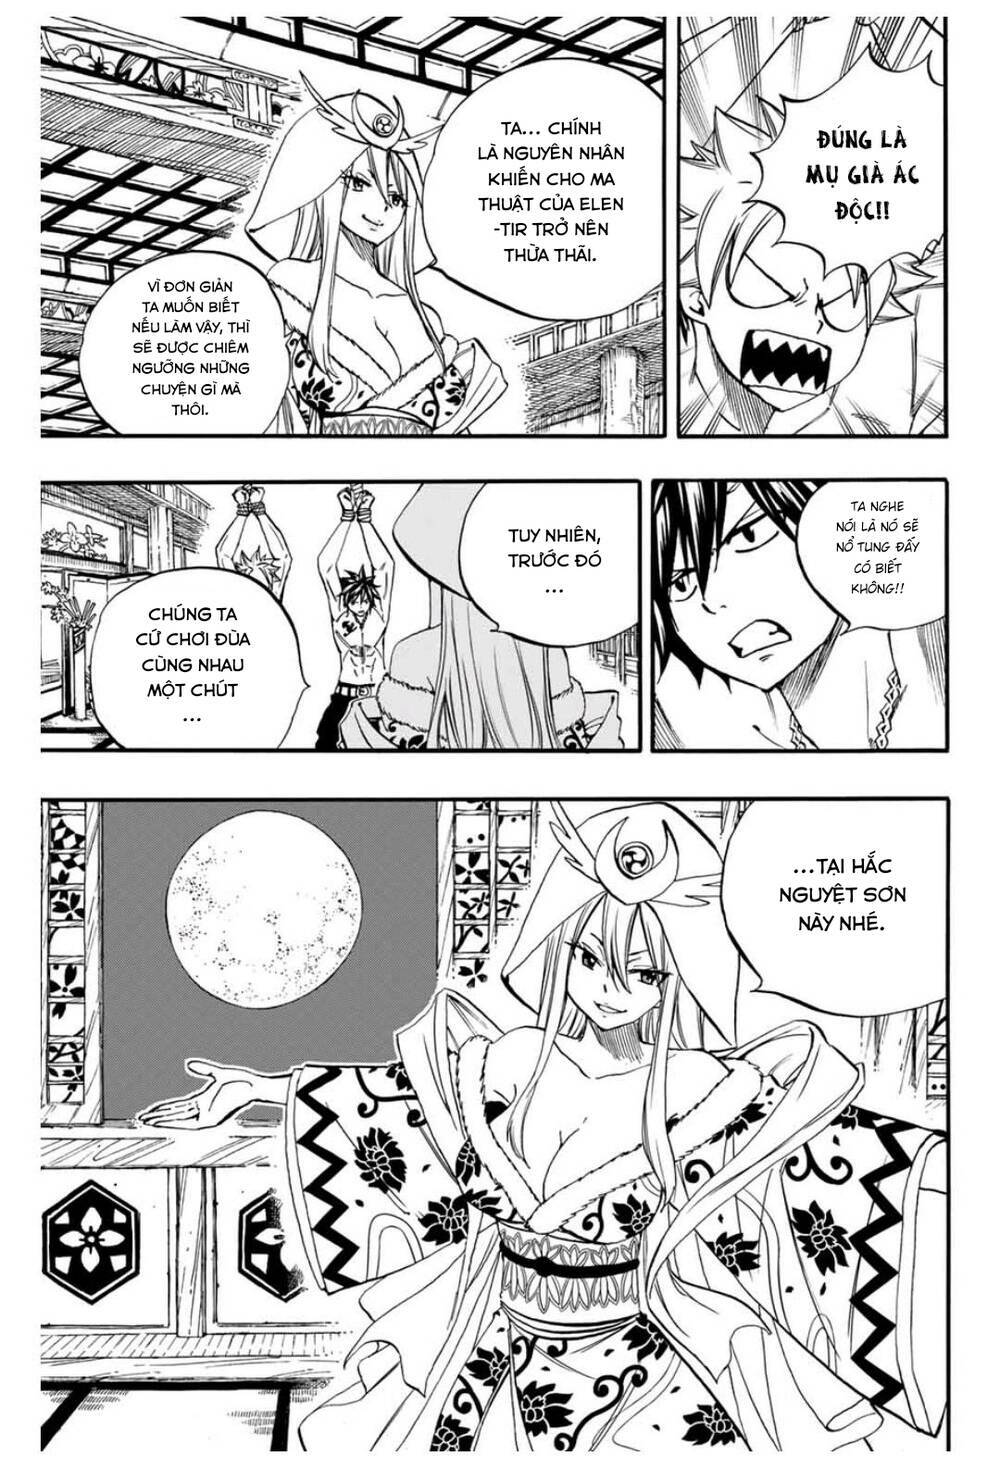 ĐÚNG LÀ
MỤ GIÀ ÁC
ĐỘC!!
TA... CHÍNH
LÀ NGUYÊN NHÂN
KHIẾN CHO MA
THUẬT CỦA ELEN
-TIR TRỞ NÊN
THỪA THÃI.
VÌ ĐƠN GIẢN
TA MUỐN BIẾT
NẾU LÀM VẬY, THÌ
SẼ ĐƯỢC CHIÊM
NGƯỠNG NHỮNG
CHUYỆN GÌ MÀ
THÔI.
TA NGHE
NÓI LÀ NÓ SẼ
NỔ TUNG ĐẤY
CÓ BIẾT
KHÔNG!!
TUY NHIÊN,
TRƯỚC ĐÓ
...
CHÚNG TA
CỨ CHƠI ĐÙA
CÙNG NHAU
MỘT CHÚT
...
...TẠI HẮC
NGUYỆT SƠN
NÀY NHÉ.